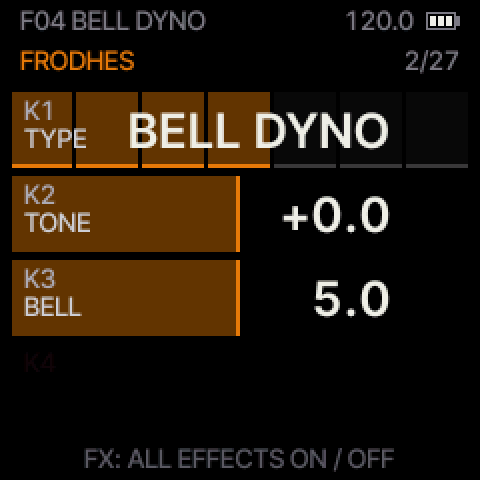 F04 BELL DYNO 120.0
FRODHES 2/27
K1
TYPE BELL DYNO
K2
TONE +0.0
K3
BELL 5.0
K4
FX: ALL EFFECTS ON / OFF